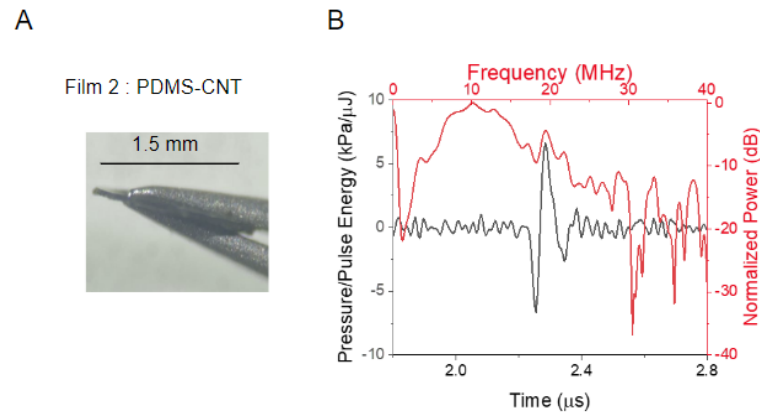 A
B
Film 2 : PDMS-CNT
1.5 mm
Frequency (MHz)
0 10 20 30 40
Pressure/Pulse Energy (kPa/μJ)
10
5
0
-5
-10
Normalized Power (dB)
0
-10
-20
-30
-40
2.0 2.4 2.8
Time (μs)